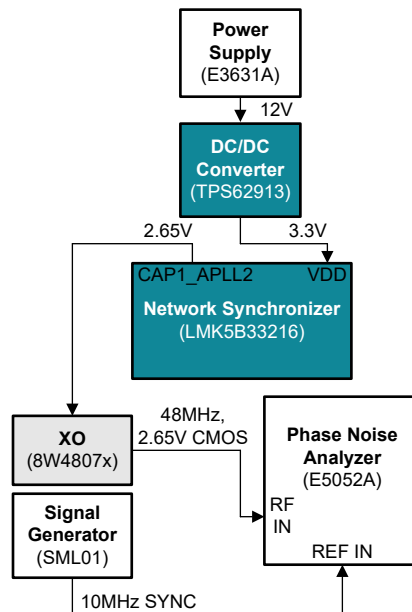 Power
Supply
(E3631A)
12V
DC/DC
Converter
(TPS62913)
2.65V
3.3V
CAP1_APLL2
VDD
Network Synchronizer
(LMK5B33216)
XO
(8W4807x)
48MHz,
2.65V CMOS
Phase Noise
Analyzer
(E5052A)
RF
IN
REF IN
Signal
Generator
(SML01)
10MHz SYNC